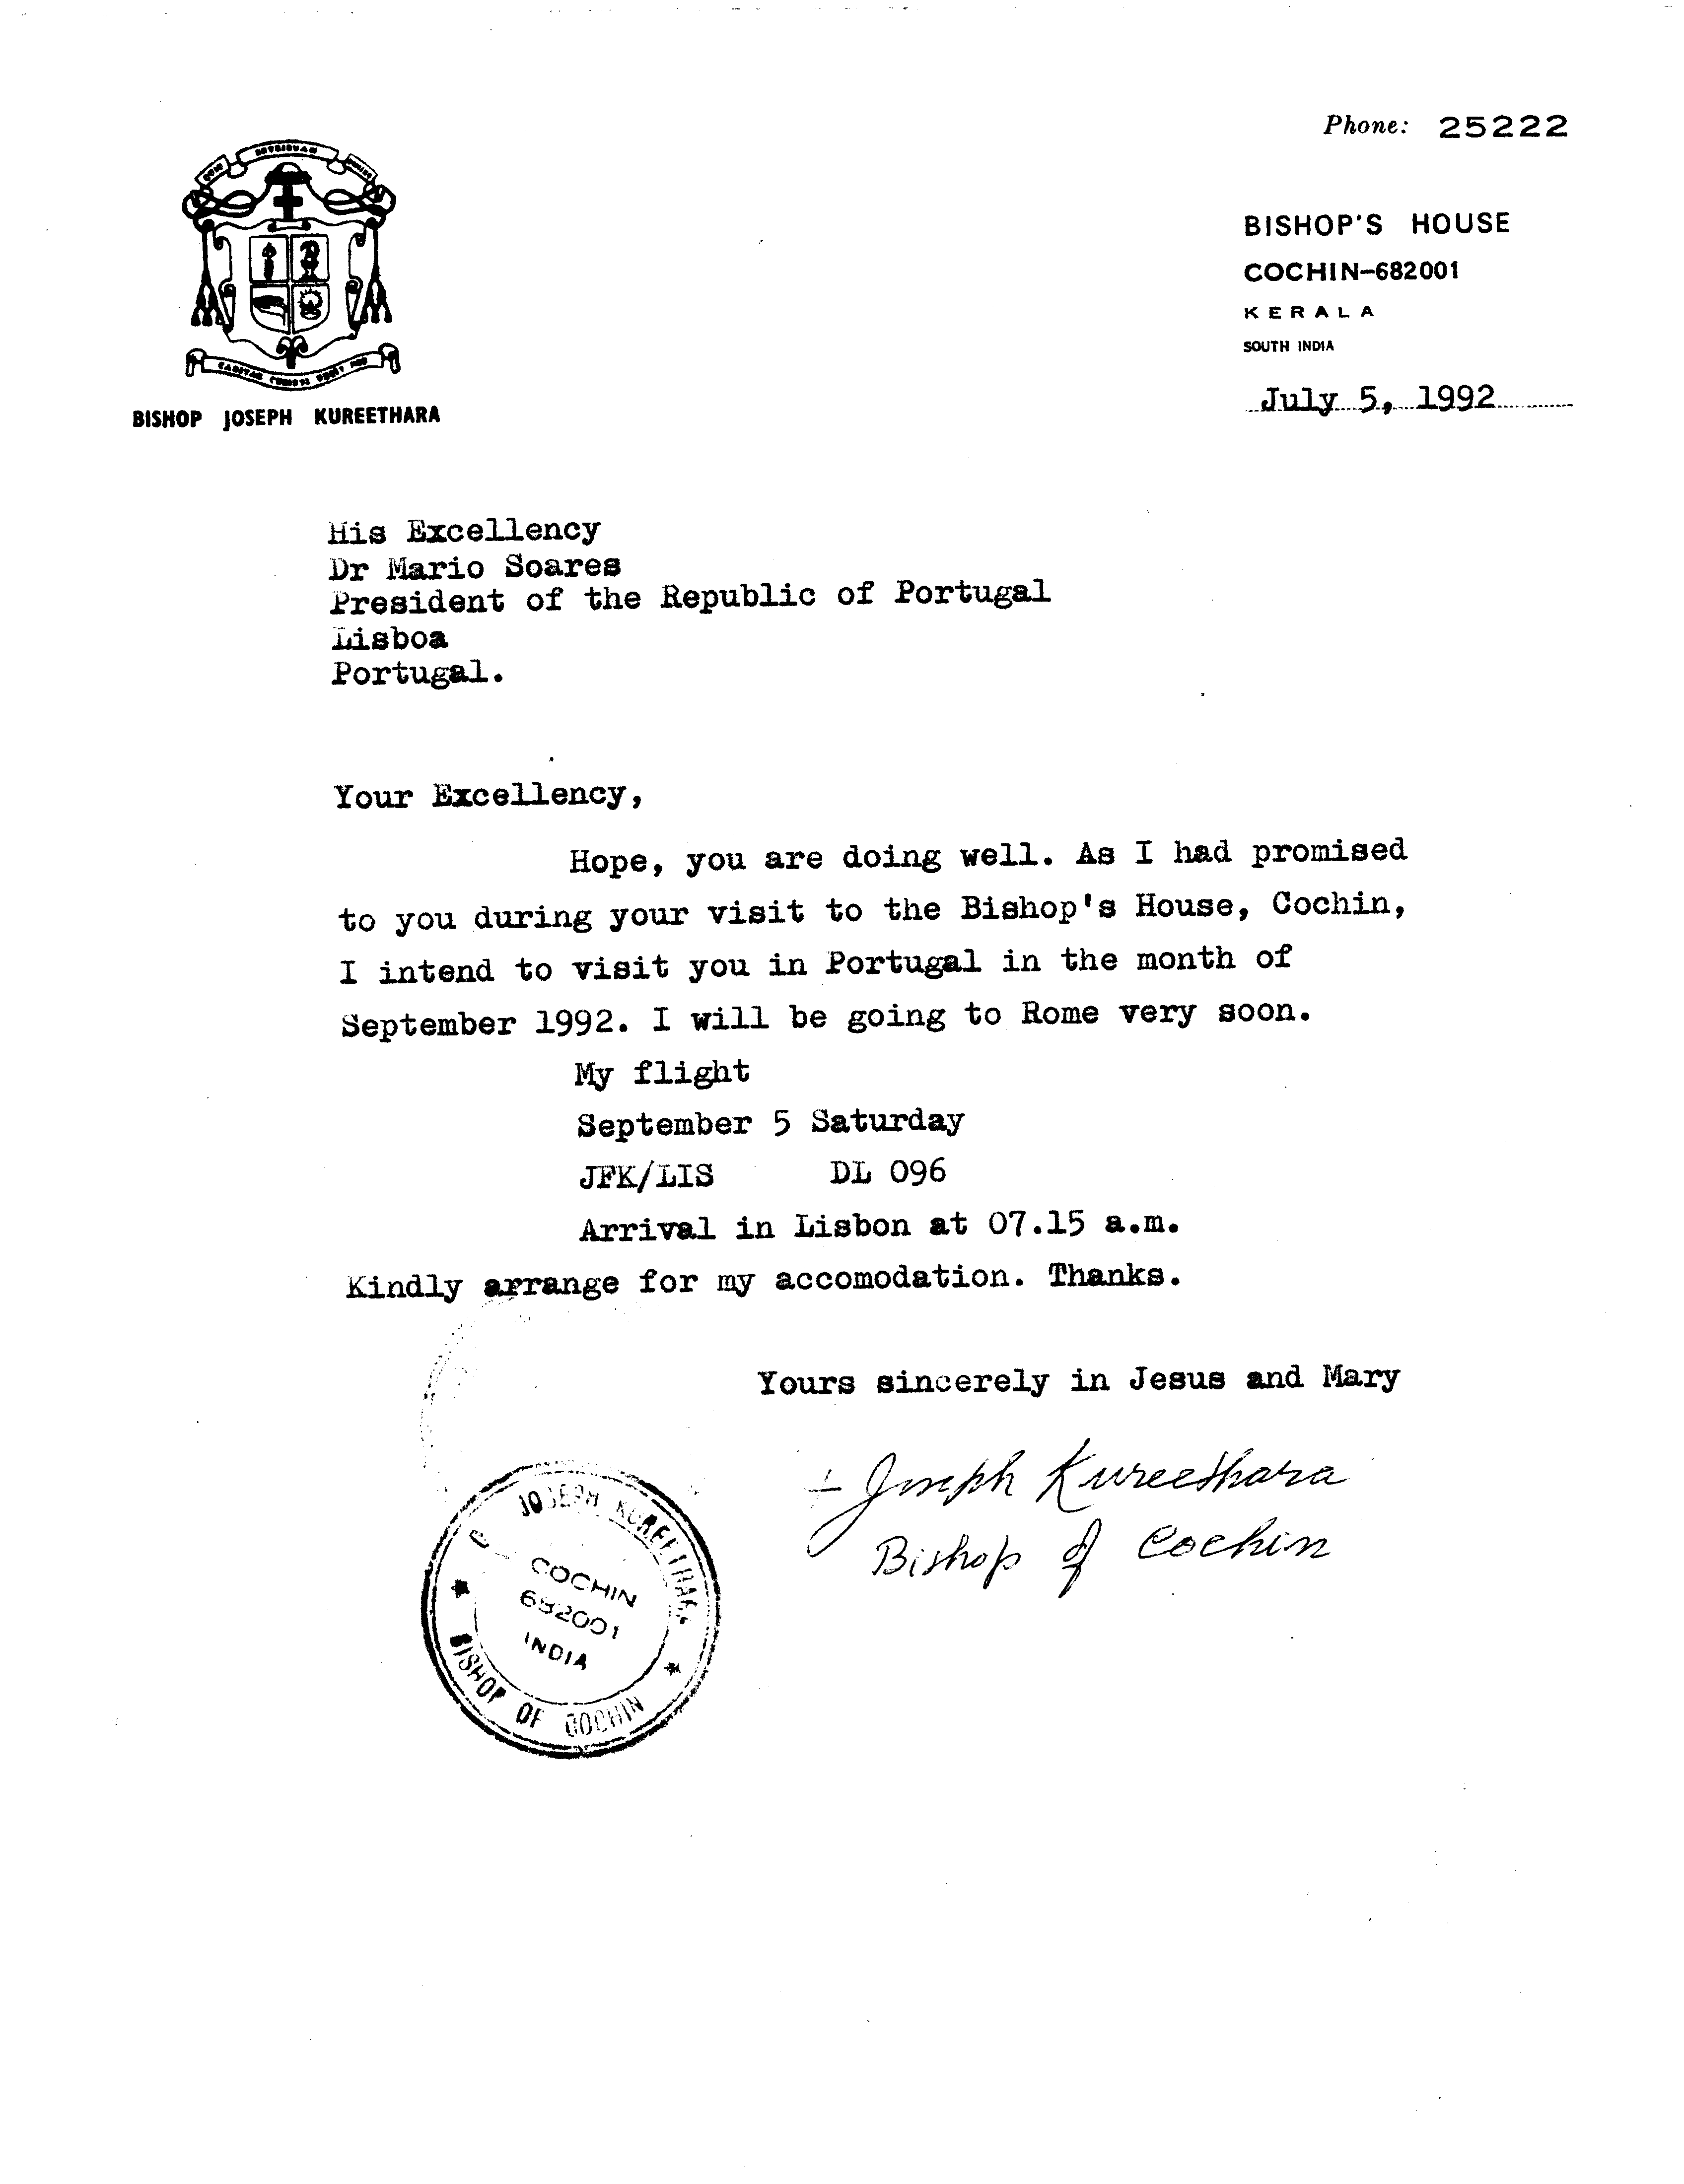 Phone: 25222
BISHOP'S HOUSE
COCHIN-682001
KERALA
SOUTH INDIA
July 5, 1992
BISHOP JOSEPH KUREETHARA
His Excellency
Dr Mario Soares
President of the Republic of Portugal
Lisboa
Portugal.
Your Excellency,
Hope, you are doing well. As I had promised
to you during your visit to the Bishop's House, Cochin,
I intend to visit you in Portugal in the month of
September 1992. I will be going to Rome very soon.
My flight
September 5 Saturday
JFK/LIS DL 096
Arrival in Lisbon at 07.15 a.m.
Kindly arrange for my accomodation. Thanks.
Yours sincerely in Jesus and Mary
+ Joseph Kureethara
Bishop of Cochin
JOSEPH KUREETHARA
COCHIN
682001
INDIA
BISHOP OF COCHIN